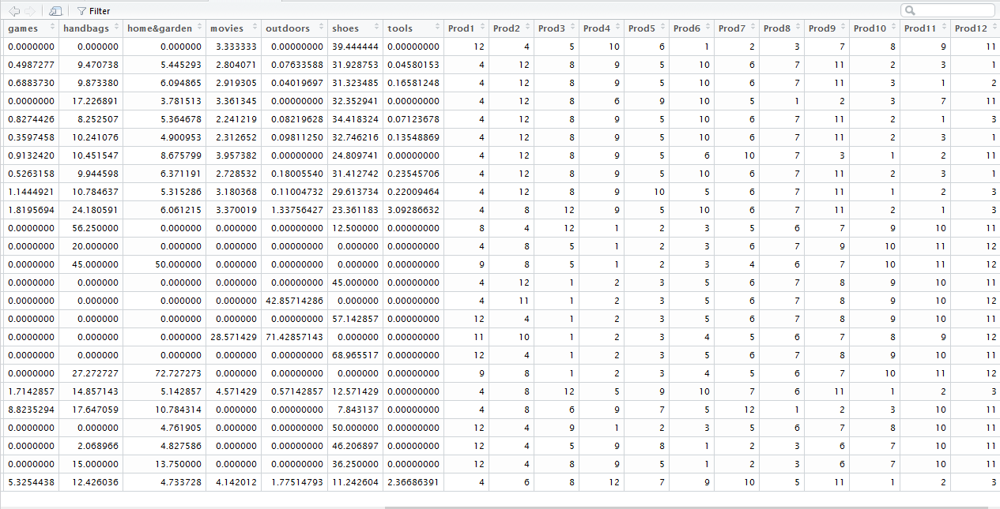 Filter
games handbags home&garden movies outdoors shoes tools Prod1 Prod2 Prod3 Prod4 Prod5 Prod6 Prod7 Prod8 Prod9 Prod10 Prod11 Prod12
0.0000000 0.000000 0.000000 3.333333 0.00000000 39.444444 0.00000000 12 4 5 10 6 1 2 3 7 8 9 11
0.4987277 9.470738 5.445293 2.804071 0.07633588 31.928753 0.04580153 4 12 8 9 5 10 6 7 11 2 3 1
0.6883730 9.873380 6.094865 2.919305 0.04019697 31.323485 0.16581248 4 12 8 9 5 10 6 7 11 3 1 2
0.0000000 17.226891 3.781513 3.361345 0.00000000 32.352941 0.00000000 4 12 8 6 9 10 5 1 2 3 7 11
0.8274426 8.252507 5.364678 2.241219 0.08219628 34.418324 0.07123678 4 12 8 9 5 10 6 7 11 2 1 3
0.3597458 10.241076 4.900953 2.312652 0.09811250 32.746216 0.13548869 4 12 8 9 5 10 6 7 11 2 3 1
0.9132420 10.451547 8.675799 3.957382 0.00000000 24.809741 0.00000000 4 12 8 9 5 6 10 7 3 1 2 11
0.5263158 9.944598 6.371191 2.728532 0.18005540 31.412742 0.23545706 4 12 8 9 5 10 6 7 11 2 3 1
1.1444921 10.784637 5.315286 3.180368 0.11004732 29.613734 0.22009464 4 12 8 9 10 5 6 7 11 1 2 3
1.8195694 24.180591 6.061215 3.370019 1.33756427 23.361183 3.09286632 4 8 12 9 5 10 6 7 11 2 1 3
0.0000000 56.250000 0.000000 0.000000 0.00000000 12.500000 0.00000000 8 4 12 1 2 3 5 6 7 9 10 11
0.0000000 20.000000 0.000000 0.000000 0.00000000 0.000000 0.00000000 4 8 5 1 2 3 6 7 9 10 11 12
0.0000000 45.000000 50.000000 0.000000 0.00000000 0.000000 0.00000000 9 8 5 1 2 3 4 6 7 10 11 12
0.0000000 0.000000 0.000000 0.000000 0.00000000 45.000000 0.00000000 4 12 1 2 3 5 6 7 8 9 10 11
0.0000000 0.000000 0.000000 0.000000 42.85714286 0.000000 0.00000000 4 11 1 2 3 5 6 7 8 9 10 12
0.0000000 0.000000 0.000000 0.000000 0.00000000 57.142857 0.00000000 12 4 1 2 3 5 6 7 8 9 10 11
0.0000000 0.000000 0.000000 28.571429 71.42857143 0.000000 0.00000000 11 10 1 2 3 4 5 6 7 8 9 12
0.0000000 0.000000 0.000000 0.000000 0.00000000 68.965517 0.00000000 12 4 1 2 3 5 6 7 8 9 10 11
0.0000000 27.272727 72.727273 0.000000 0.00000000 0.000000 0.00000000 9 8 1 2 3 4 5 6 7 10 11 12
1.7142857 14.857143 5.142857 4.571429 0.57142857 12.571429 0.00000000 4 8 12 5 9 10 7 6 11 1 2 3
8.8235294 17.647059 10.784314 0.000000 0.00000000 7.843137 0.00000000 4 8 6 9 7 5 12 1 2 3 10 11
0.0000000 0.000000 4.761905 0.000000 0.00000000 50.000000 0.00000000 12 4 9 1 2 3 5 6 7 8 10 11
0.0000000 2.068966 4.827586 0.000000 0.00000000 46.206897 0.00000000 12 4 5 9 8 1 2 3 6 7 10 11
0.0000000 15.000000 13.750000 0.000000 0.00000000 36.250000 0.00000000 12 4 8 9 5 1 2 3 6 7 10 11
5.3254438 12.426036 4.733728 4.142012 1.77514793 11.242604 2.36686391 4 6 8 12 7 9 10 5 11 1 2 3